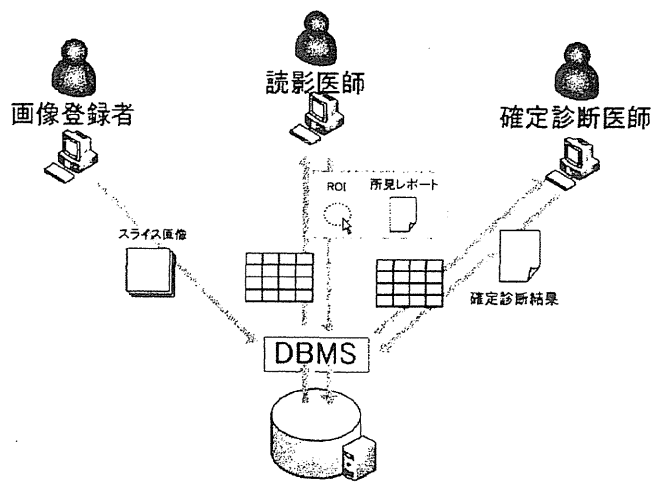 読影医師
画像登録者
確定診断医師
ROI
所見レポート
スライス画像
確定診断結果
DBMS